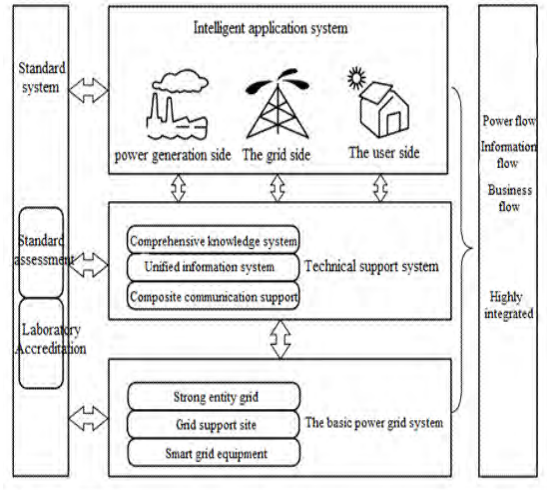 Standard
system
Standard
assessment
Laboratory
Accreditation
Intelligent application system
power generation side
The grid side
The user side
Comprehensive knowledge system
Unified information system
Composite communication support
Technical support system
Strong entity grid
Grid support site
Smart grid equipment
The basic power grid system
Power flow
Information
flow
Business
flow
Highly
integrated